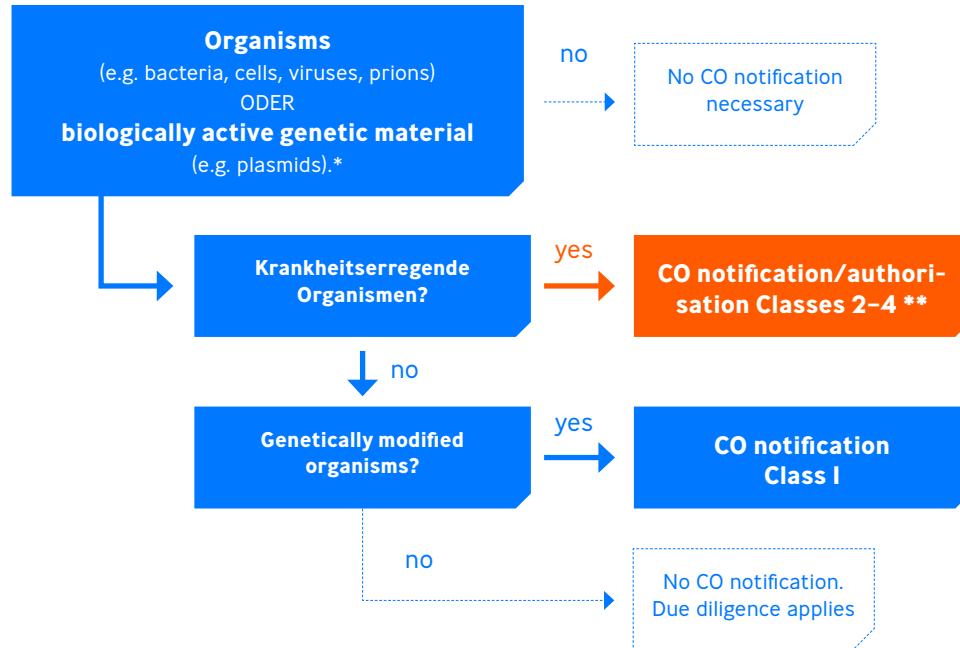 Organisms
(e.g. bacteria, cells, viruses, prions)
ODER
biologically active genetic material
(e.g. plasmids).*
no
No CO notification
necessary
Krankheitserregende
Organismen?
yes
CO notification/authori-
sation Classes 2–4 **
no
Genetically modified
organisms?
yes
CO notification
Class I
no
No CO notification.
Due diligence applies